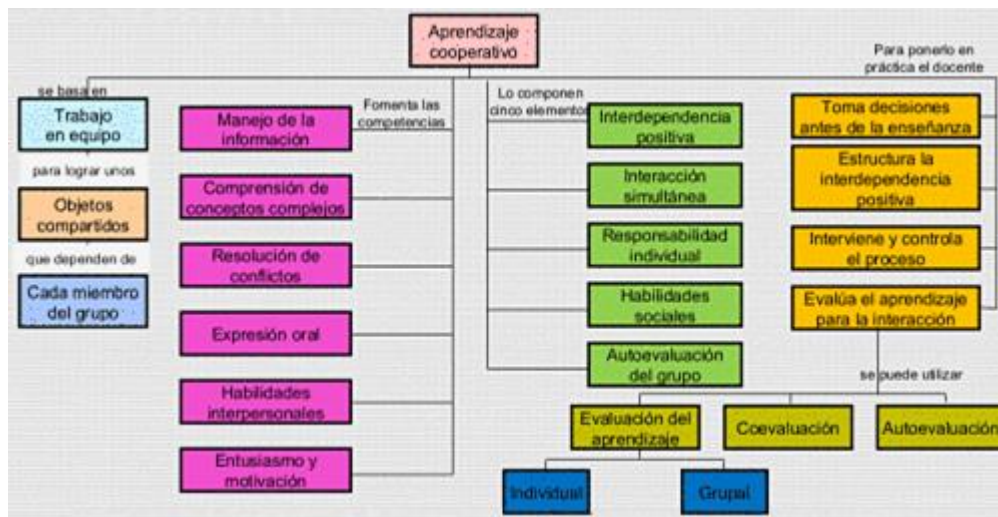 Aprendizaje
cooperativo
se basa en
Trabajo
en equipo
para lograr unos
Objetos
compartidos
que dependen de
Cada miembro
del grupo
Fomenta las
competencias
Manejo de la
información
Comprensión de
conceptos complejos
Resolución de
conflictos
Expresión oral
Habilidades
interpersonales
Entusiasmo y
motivación
Lo componen
cinco elementor
Interdependencia
positiva
Interacción
simultánea
Responsabilidad
individual
Habilidades
sociales
Autoevaluación
del grupo
Para ponerlo en
práctica el docente
Toma decisiones
antes de la enseñanza
Estructura la
interdependencia
positiva
Interviene y controla
el proceso
Evalúa el aprendizaje
para la interacción
se puede utilizar
Evaluación del
aprendizaje
Coevaluación
Autoevaluación
Individual
Grupal